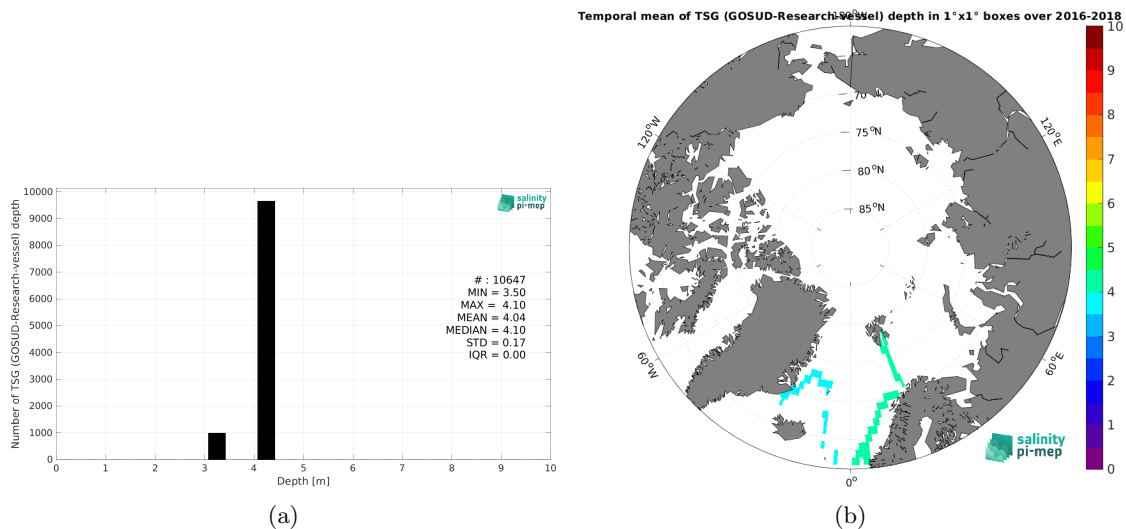 Temporal mean of TSG (GOSUD-Research-vessel) depth in 1°x1° boxes over 2016-2018
Number of TSG (GOSUD-Research-vessel) depth
10000
9000
8000
7000
6000
5000
4000
3000
2000
1000
0
0 1 2 3 4 5 6 7 8 9 10
Depth [m]
salinity
pi-mep
# : 10647
MIN = 3.50
MAX = 4.10
MEAN = 4.04
MEDIAN = 4.10
STD = 0.17
IQR = 0.00
(a)
120°W
60°W
0°
60°E
120°E
70
75°N
80°N
85°N
salinity
pi-mep
10
9
8
7
6
5
4
3
2
1
0
(b)